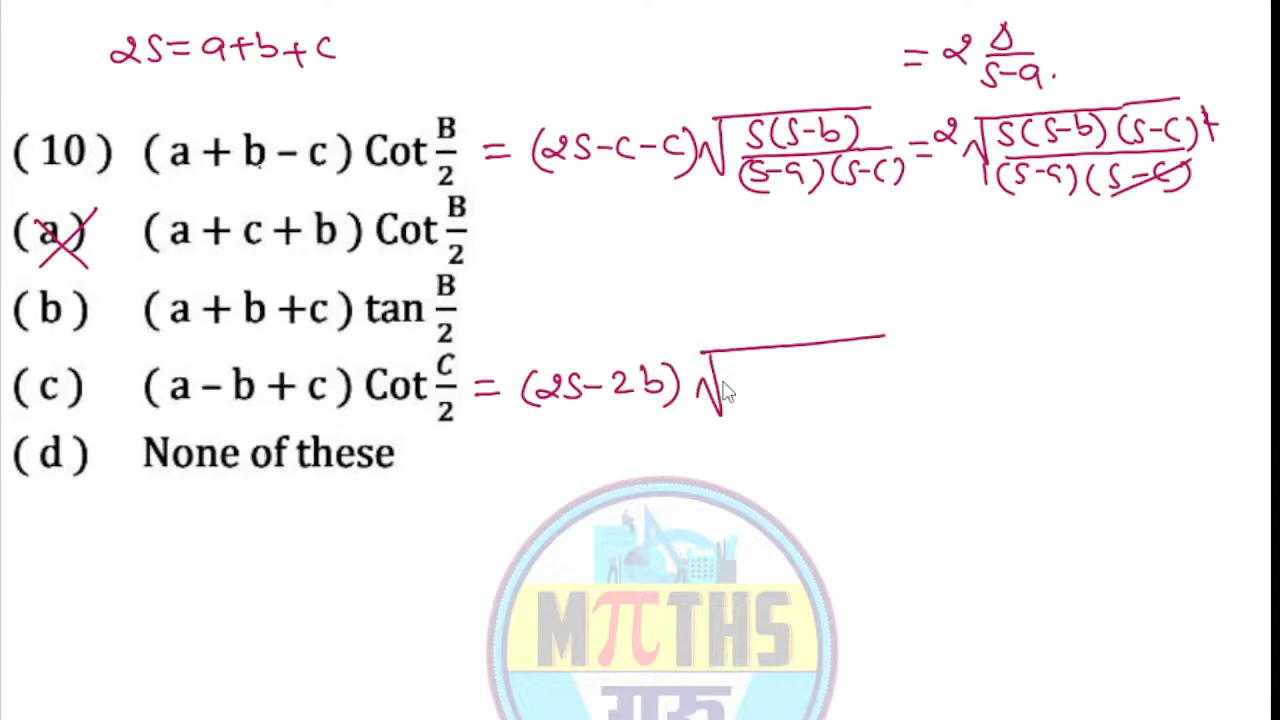 2S = a+b+c
= 2 Δ/(S-a).
(10) (a + b – c) Cot B/2 = (2S-c-c)√(S(S-b)/((S-a)(S-c))) = 2√(S(S-b)(S-c)²/((S-a)(S-c)))
(a) (a + c + b) Cot B/2
(b) (a + b +c) tan B/2
(c) (a – b + c) Cot C/2 = (2S-2b)√
(d) None of these
MπTHS
गुरु